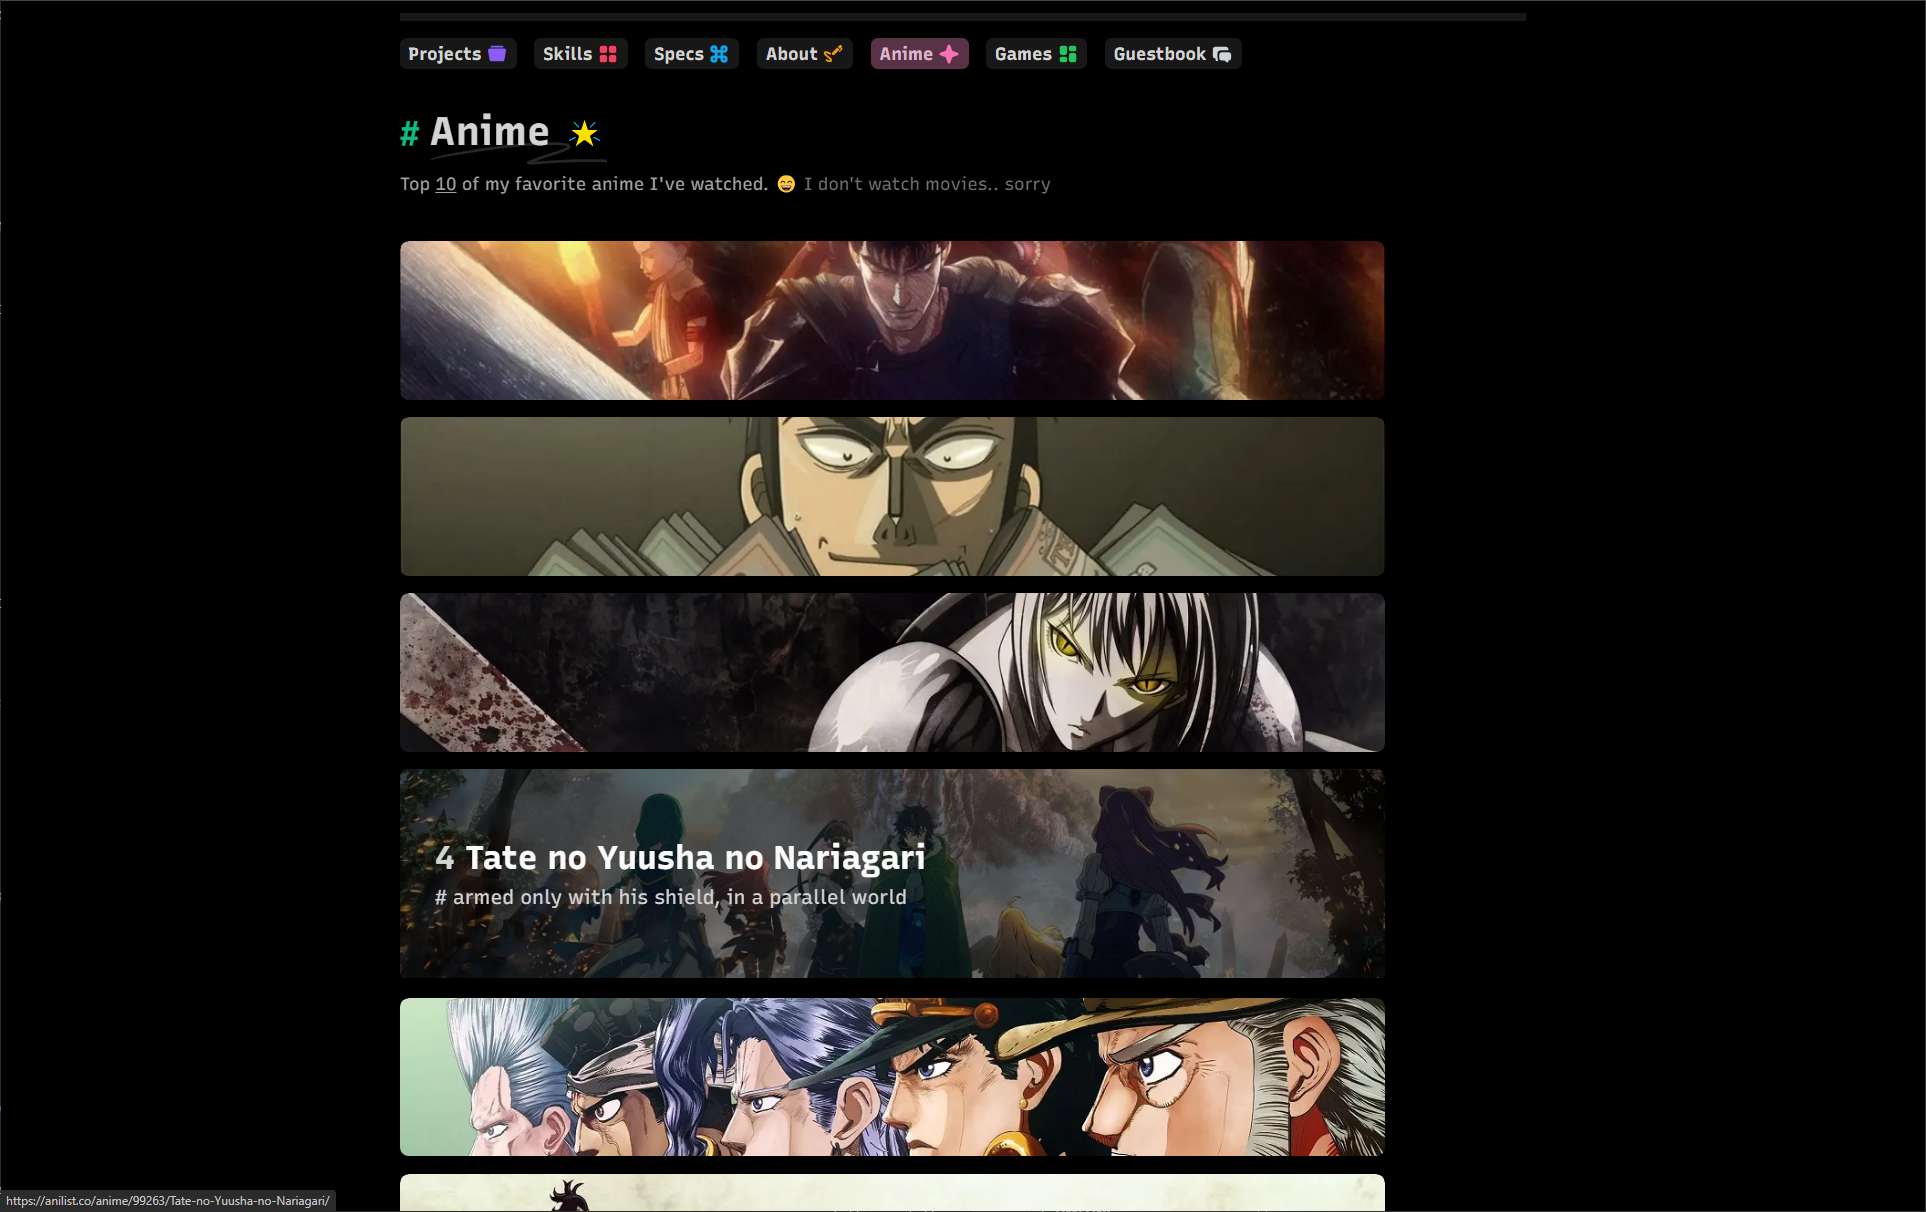 Projects
Skills
Specs
About
Anime
Games
Guestbook
# Anime
Top 10 of my favorite anime I've watched. 😄 I don't watch movies.. sorry
4 Tate no Yuusha no Nariagari
# armed only with his shield, in a parallel world
https://anilist.co/anime/99263/Tate-no-Yuusha-no-Nariagari/